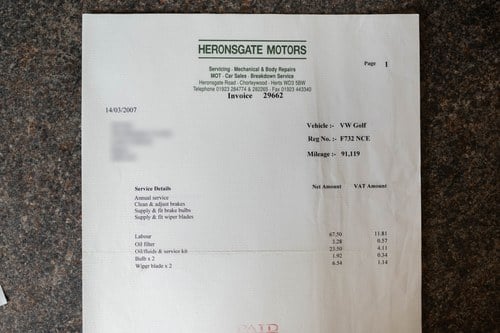 HERONSGATE MOTORS
Servicing - Mechanical & Body Repairs
MOT - Car Sales - Breakdown Service
Heronsgate Road - Chorleywood - Herts WD3 5BW
Telephone 01923 284774 & 282265 - Fax 01923 443340
Invoice 29662
Page 1
14/03/2007
Vehicle :- VW Golf
Reg No. :- F732 NCE
Mileage :- 91,119
Service Details Net Amount VAT Amount
Annual service
Clean & adjust brakes
Supply & fit brake bulbs
Supply & fit wiper blades
Labour 67.50 11.81
Oil filter 3.28 0.57
Oil/fluids & service kit 23.50 4.11
Bulb x 2 1.92 0.34
Wiper blade x 2 6.54 1.14
PAID